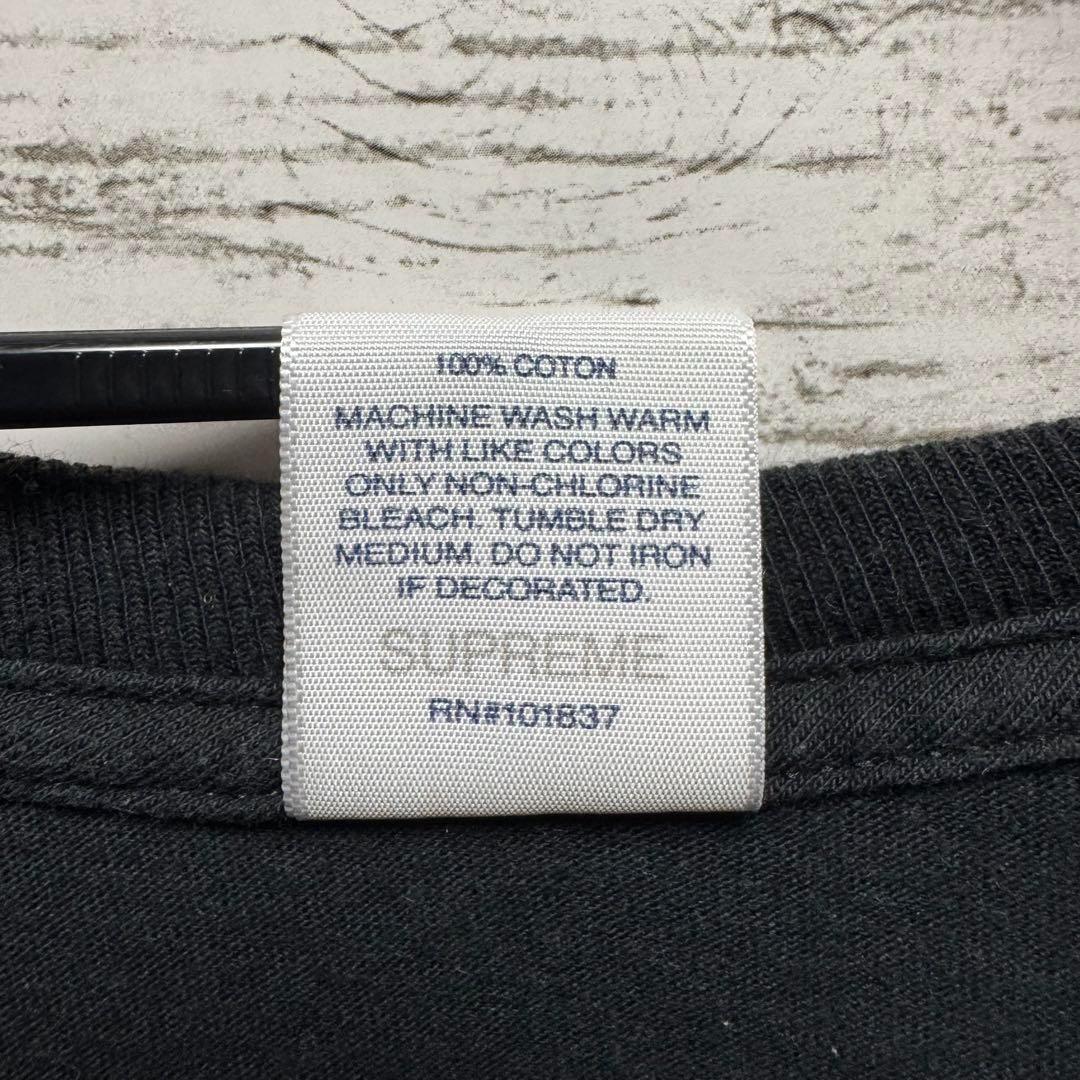 100% COTON
MACHINE WASH WARM
WITH LIKE COLORS
ONLY NON-CHLORINE
BLEACH. TUMBLE DRY
MEDIUM. DO NOT IRON
IF DECORATED.
SUPREME
RN#101837